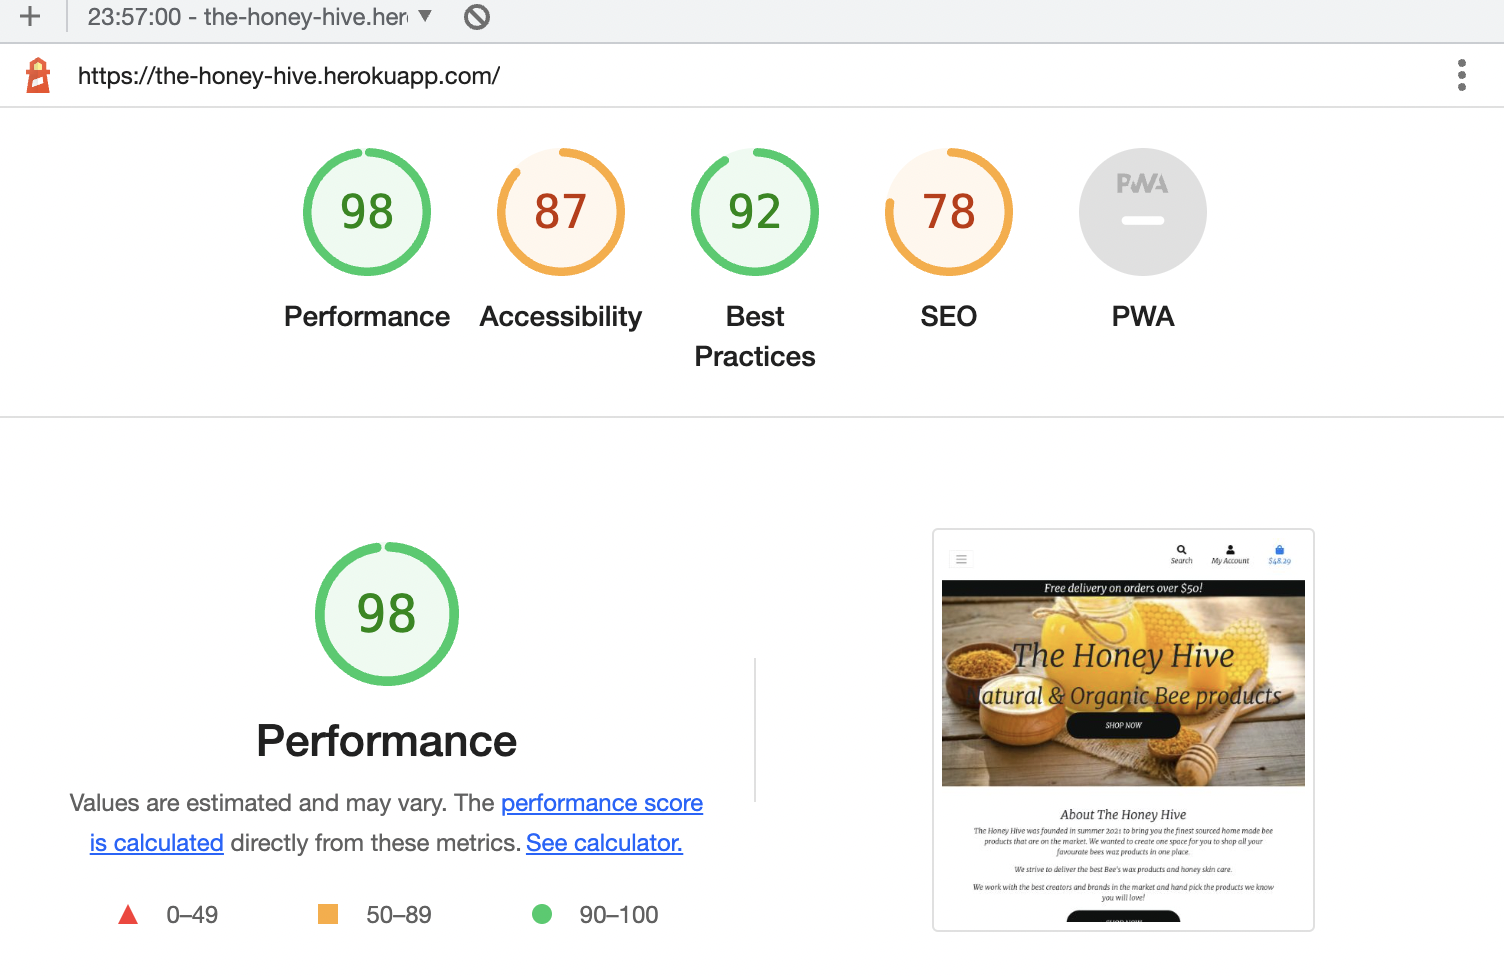 23:57:00 - the-honey-hive.her
https://the-honey-hive.herokuapp.com/
98
87
92
78
PWA
Performance
Accessibility
Best
Practices
SEO
PWA
98
Performance
Values are estimated and may vary. The performance score
is calculated directly from these metrics. See calculator.
0–49
50–89
90–100
Search
My Account
$48.29
Free delivery on orders over $50!
The Honey Hive
Natural & Organic Bee products
SHOP NOW
About The Honey Hive
The Honey Hive was founded in summer 2021 to bring you the finest sourced home made bee
products that are on the market. We wanted to create one space for you to shop all your
favourate bees wax products in one place.
We strive to deliver the best Bee's wax products and honey skin care.
We work with the best creators and brands in the market and hand pick the products we know
you will love!
SHOP NOW